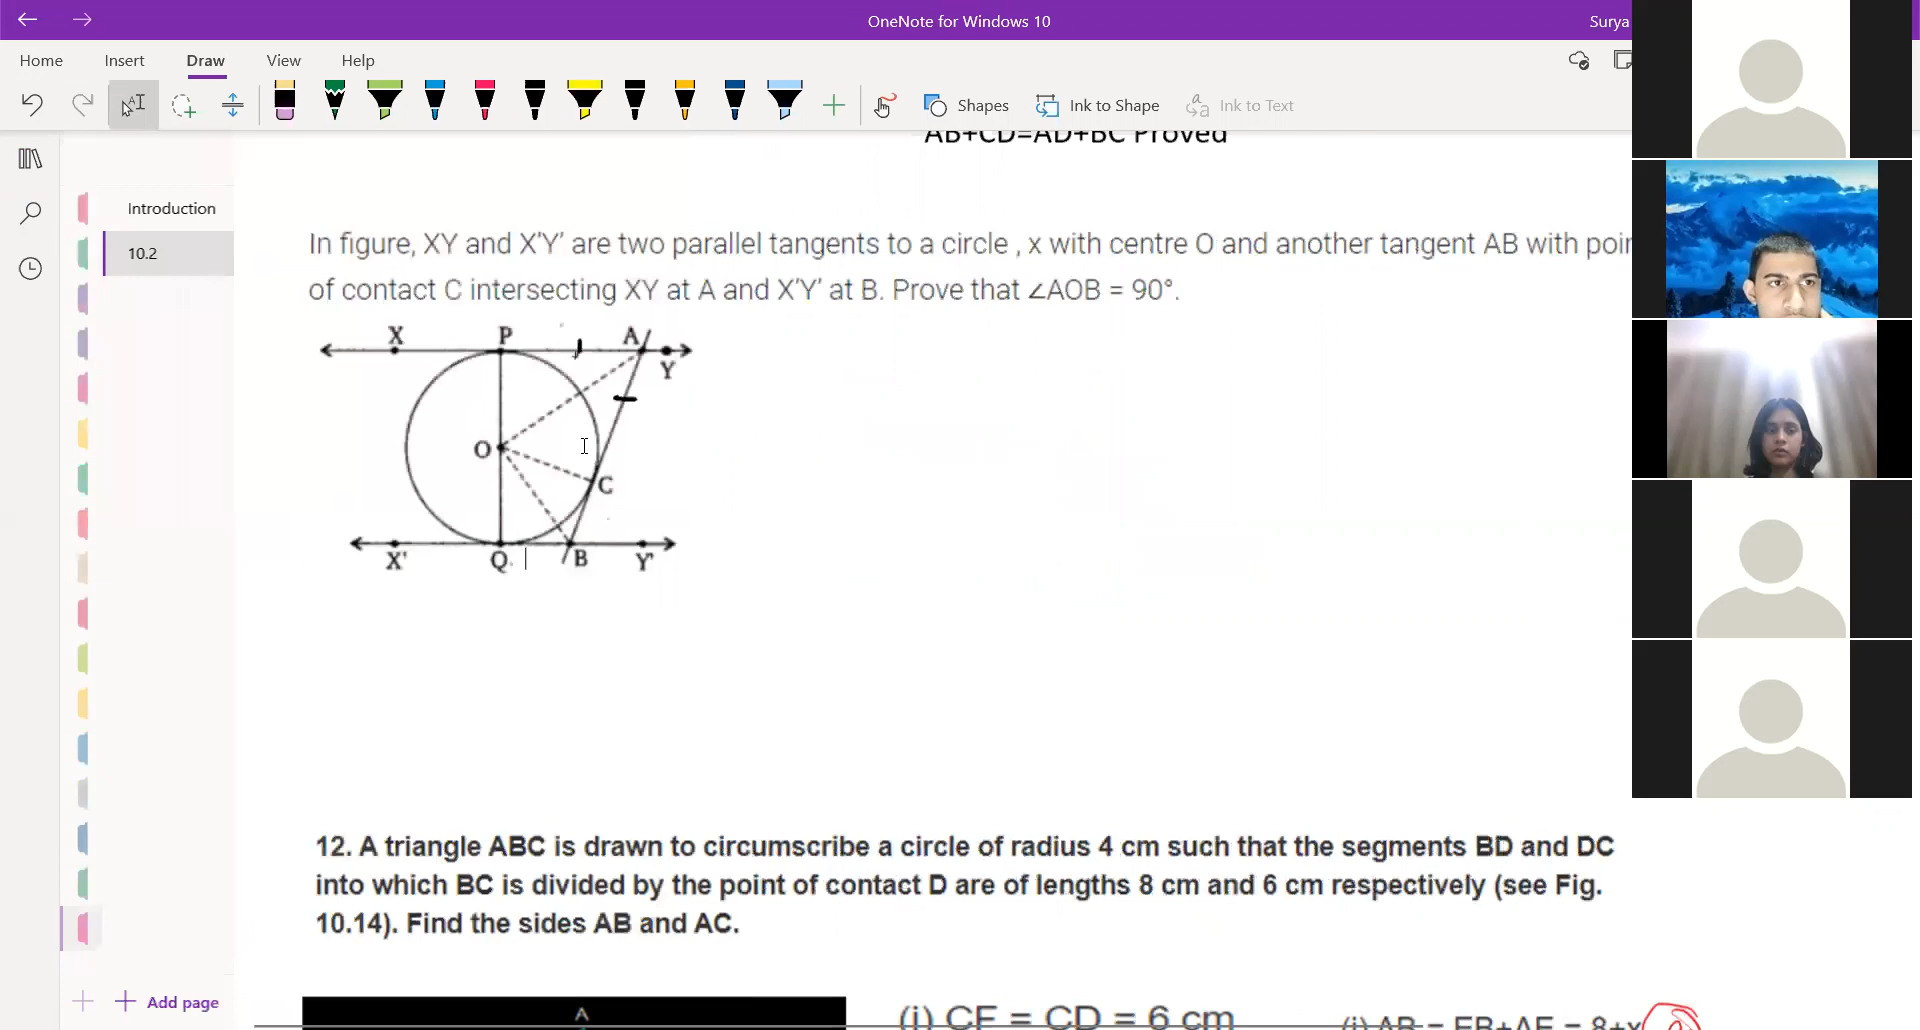 OneNote for Windows 10
Surya
Home Insert Draw View Help
Shapes Ink to Shape Ink to Text
AB+CD=AD+BC Proved
Introduction
10.2
In figure, XY and X'Y' are two parallel tangents to a circle , x with centre O and another tangent AB with poin
of contact C intersecting XY at A and X'Y' at B. Prove that ∠AOB = 90°.
X P A
Y
O
C
X' Q B Y'
12. A triangle ABC is drawn to circumscribe a circle of radius 4 cm such that the segments BD and DC
into which BC is divided by the point of contact D are of lengths 8 cm and 6 cm respectively (see Fig.
10.14). Find the sides AB and AC.
Add page
A
(i) CF = CD = 6 cm
(i) AB = EB+AE = 8+x